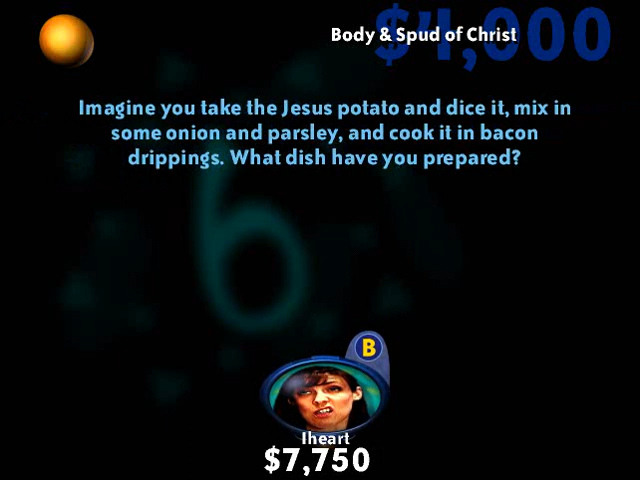 $4,000
Body & Spud of Christ
Imagine you take the Jesus potato and dice it, mix in
some onion and parsley, and cook it in bacon
drippings. What dish have you prepared?
6
B
Iheart
$7,750